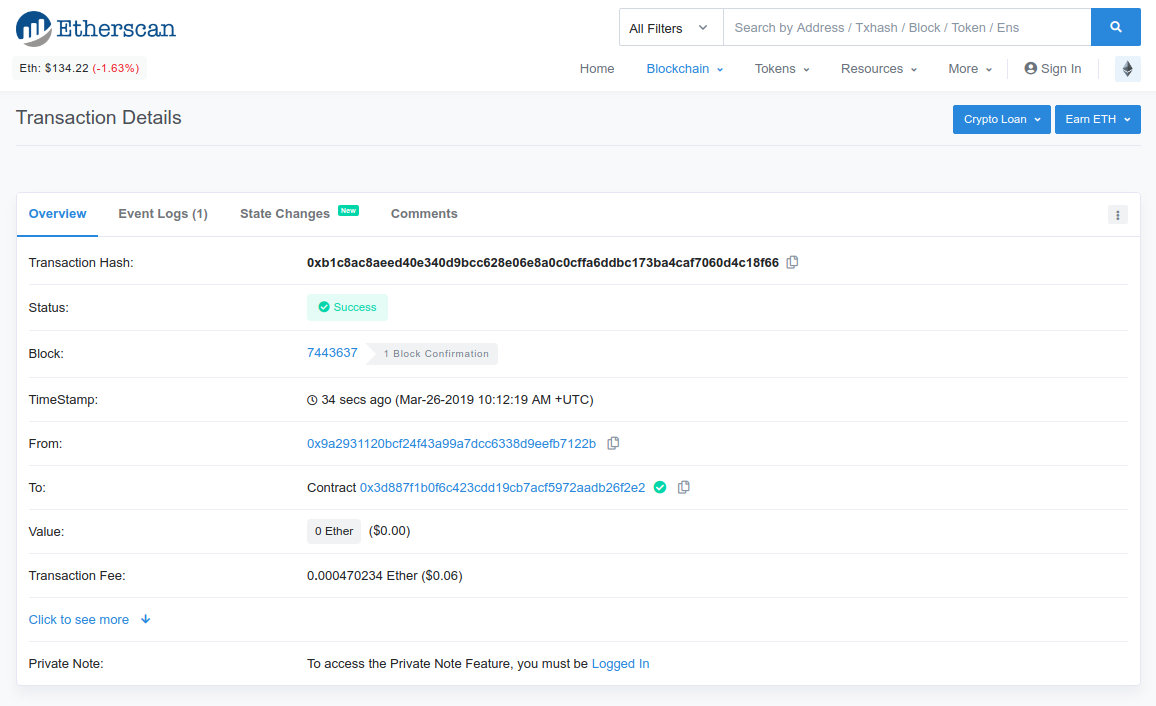 Etherscan
All Filters Search by Address / Txhash / Block / Token / Ens
Eth: $134.22 (-1.63%) Home Blockchain Tokens Resources More Sign In
Transaction Details Crypto Loan Earn ETH
Overview Event Logs (1) State Changes New Comments
Transaction Hash: 0xb1c8ac8aeed40e340d9bcc628e06e8a0c0cffa6ddbc173ba4caf7060d4c18f66
Status: Success
Block: 7443637 1 Block Confirmation
TimeStamp: 34 secs ago (Mar-26-2019 10:12:19 AM +UTC)
From: 0x9a2931120bcf24f43a99a7dcc6338d9eefb7122b
To: Contract 0x3d887f1b0f6c423cdd19cb7acf5972aadb26f2e2
Value: 0 Ether ($0.00)
Transaction Fee: 0.000470234 Ether ($0.06)
Click to see more
Private Note: To access the Private Note Feature, you must be Logged In